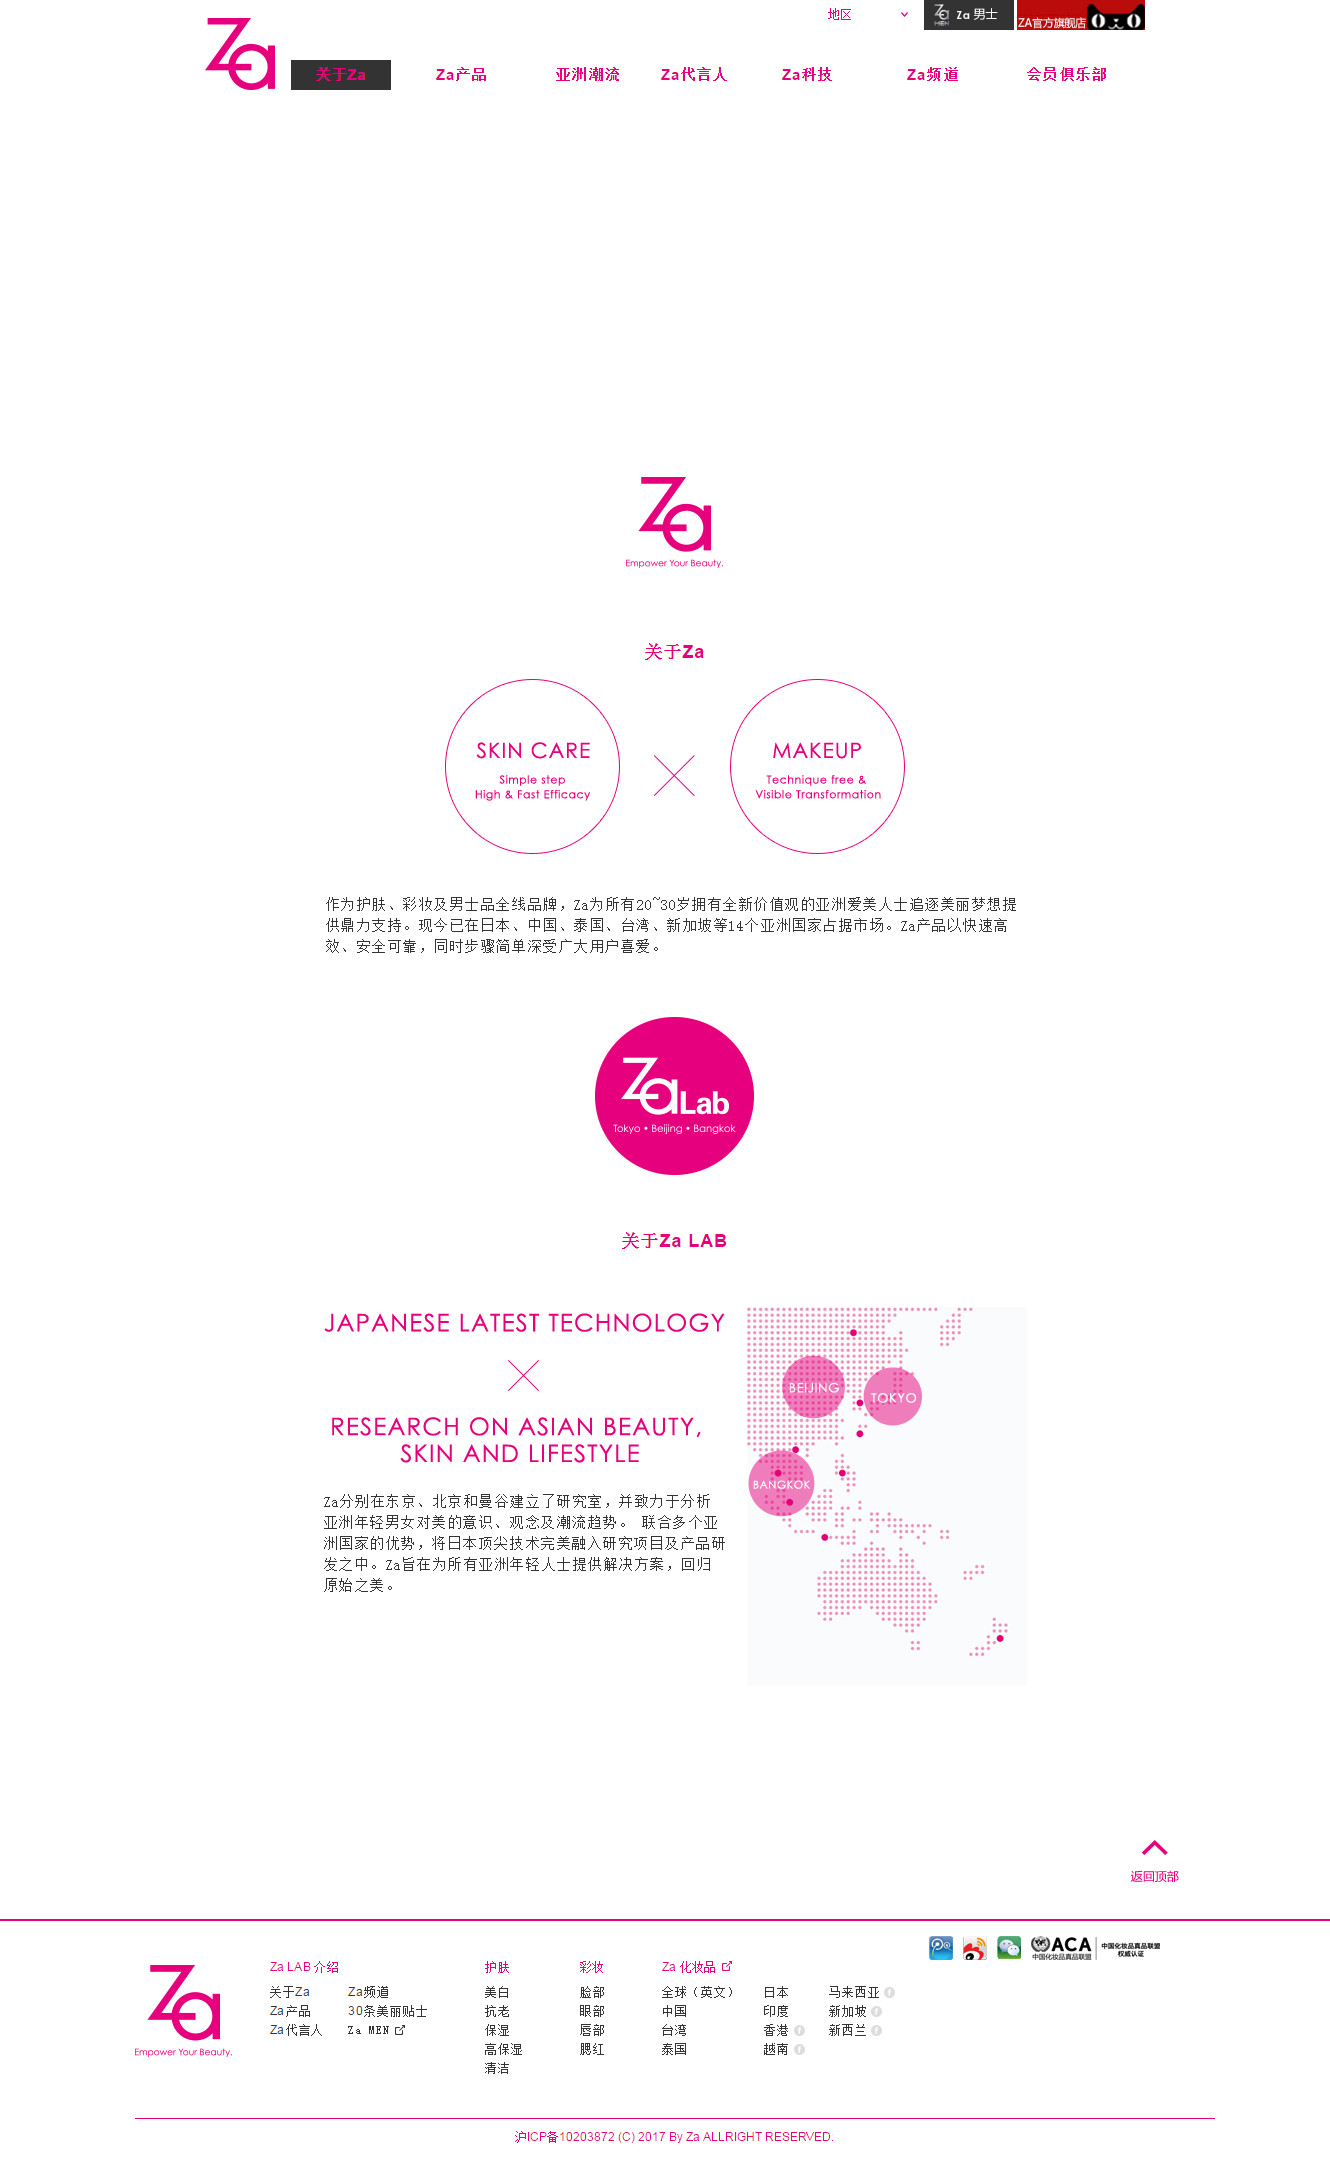 地区
Za 男士
ZA官方旗舰店
Za
关于Za
Za产品
亚洲潮流
Za代言人
Za科技
Za频道
会员俱乐部
Za
Empower Your Beauty.
关于Za
SKIN CARE
Simple step
High & Fast Efficacy
MAKEUP
Technique free &
Visible Transformation
作为护肤、彩妆及男士品全线品牌，Za为所有20~30岁拥有全新价值观的亚洲爱美人士追逐美丽梦想提
供鼎力支持。现今已在日本、中国、泰国、台湾、新加坡等14个亚洲国家占据市场。Za产品以快速高
效、安全可靠，同时步骤简单深受广大用户喜爱。
Za Lab
Tokyo • Beijing • Bangkok
关于Za LAB
JAPANESE LATEST TECHNOLOGY
RESEARCH ON ASIAN BEAUTY,
SKIN AND LIFESTYLE
Za分别在东京、北京和曼谷建立了研究室，并致力于分析
亚洲年轻男女对美的意识、观念及潮流趋势。 联合多个亚
洲国家的优势，将日本顶尖技术完美融入研究项目及产品研
发之中。Za旨在为所有亚洲年轻人士提供解决方案，回归
原始之美。
BEIJING
TOKYO
BANGKOK
返回顶部
ACA
中国化妆品真品联盟
中国化妆品真品联盟
权威认证
Za
Empower Your Beauty.
Za LAB 介绍
关于Za
Za产品
Za代言人
Za频道
30条美丽贴士
Za MEN
护肤
美白
抗老
保湿
高保湿
清洁
彩妆
脸部
眼部
唇部
腮红
Za 化妆品
全球（英文）
中国
台湾
泰国
日本
印度
香港
越南
马来西亚
新加坡
新西兰
沪ICP备10203872 (C) 2017 By Za ALLRIGHT RESERVED.